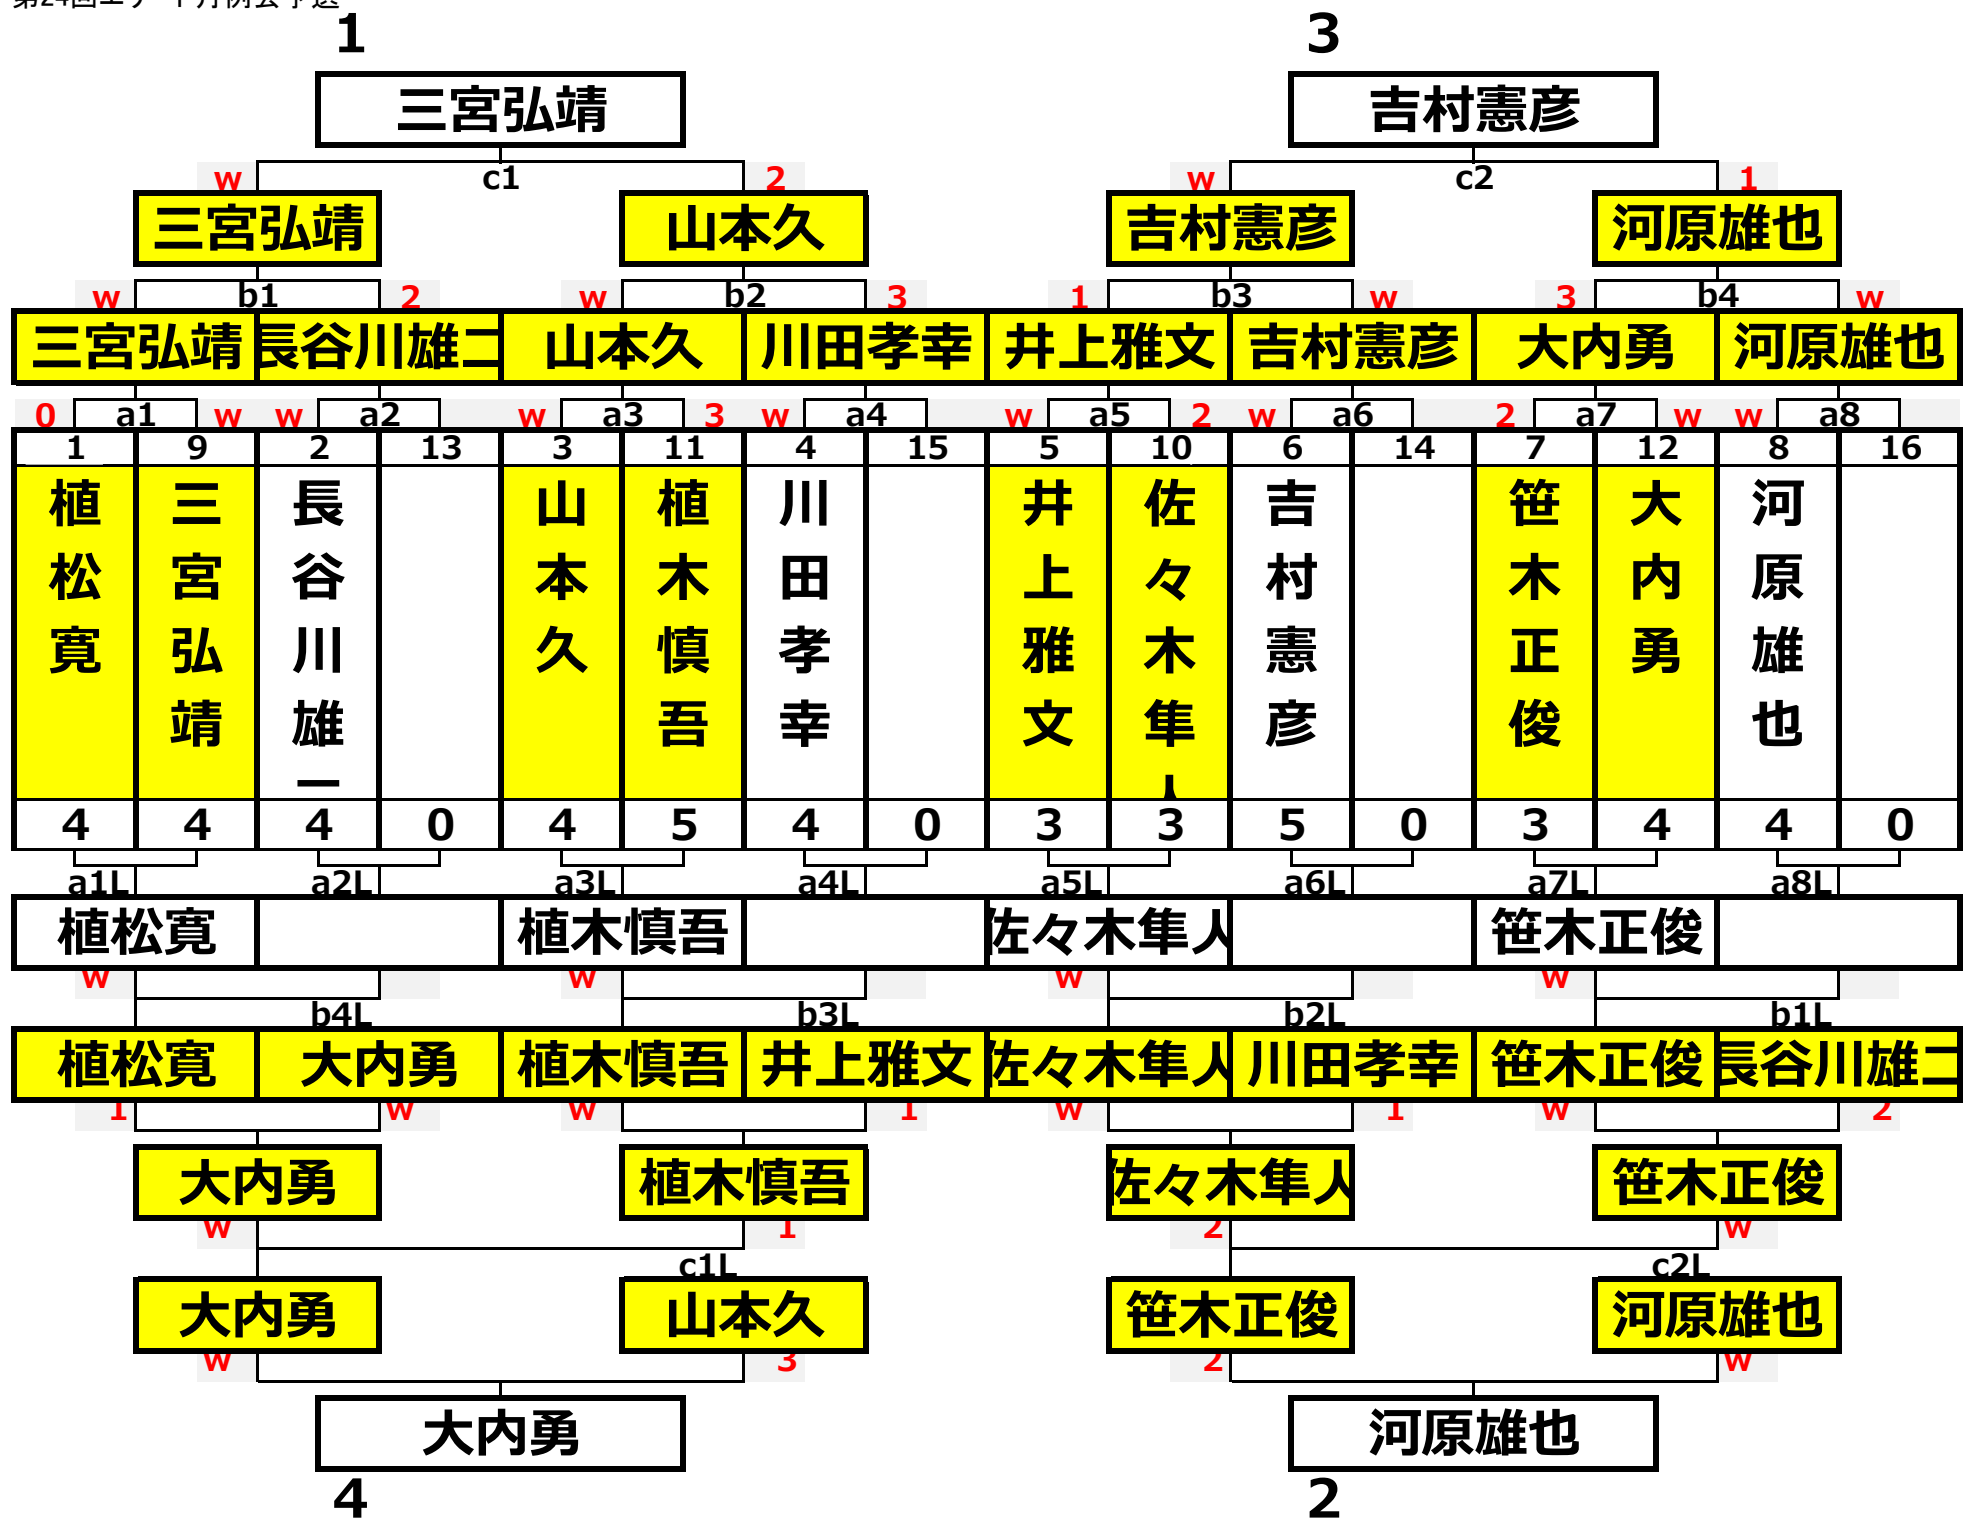 1 3
三宮弘靖 吉村憲彦
w c1 2 w c2 1
三宮弘靖 山本久 吉村憲彦 河原雄也
w b1 2 w b2 3 1 b3 w 3 b4 w
三宮弘靖 長谷川雄二 山本久 川田孝幸 井上雅文 吉村憲彦 大内勇 河原雄也
0 a1 w w a2 w a3 3 w a4 w a5 2 w a6 2 a7 w w a8
1 9 2 13 3 11 4 15 5 10 6 14 7 12 8 16
植松寛 三宮弘靖 長谷川雄 山本久 植木慎吾 川田孝幸 井上雅文 佐々木隼人 吉村憲彦 笹木正俊 大内勇 河原雄也
4 4 4 0 4 5 4 0 3 3 5 0 3 4 4 0
a1L a2L a3L a4L a5L a6L a7L a8L
植松寛 植木慎吾 佐々木隼人 笹木正俊
w w w w
b4L b3L b2L b1L
植松寛 大内勇 植木慎吾 井上雅文 佐々木隼人 川田孝幸 笹木正俊 長谷川雄二
1 w w 1 w 1 w 2
大内勇 植木慎吾 佐々木隼人 笹木正俊
w 1 2 w
c1L c2L
大内勇 山本久 笹木正俊 河原雄也
w 3 2 w
大内勇 河原雄也
4 2